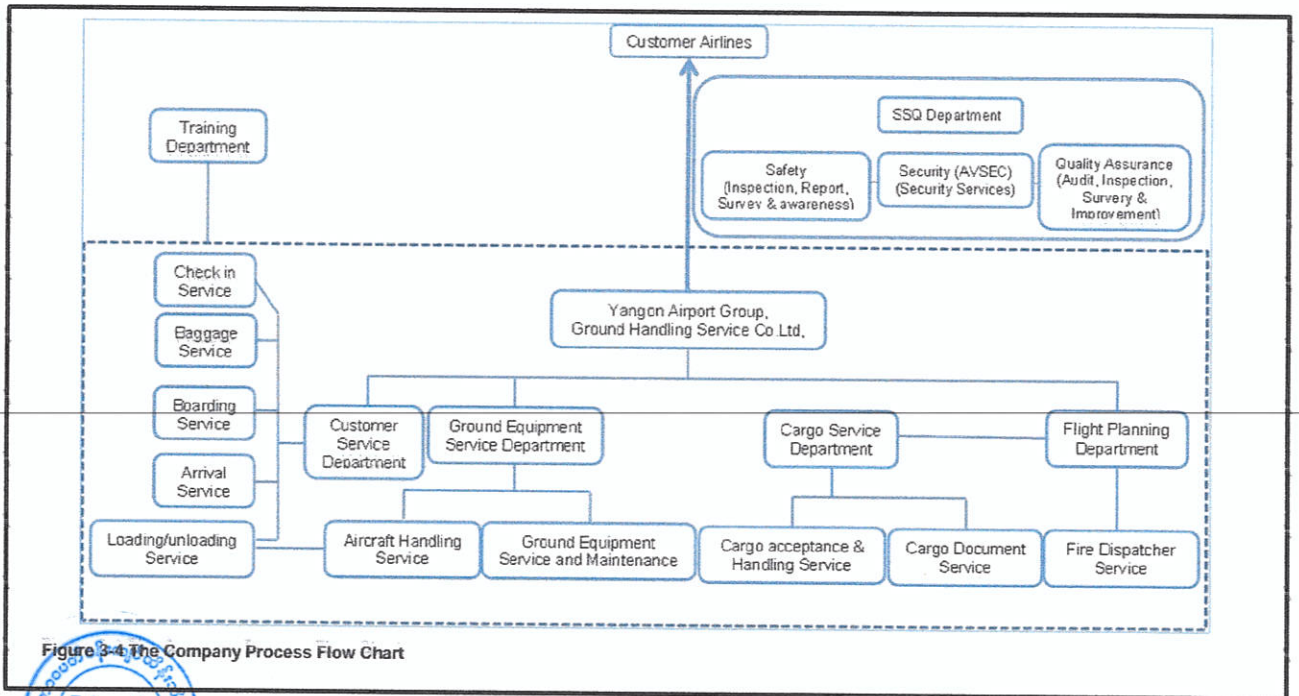 Customer Airlines
Training
Department
SSQ Department
Safety
(Inspection, Report,
Survey & awareness)
Security (AVSEC)
(Security Services)
Quality Assurance
(Audit, Inspection,
Survery &
Improvement)
Check in
Service
Baggage
Service
Boarding
Service
Arrival
Service
Loading/unloading
Service
Yangon Airport Group,
Ground Handling Service Co.Ltd,
Customer
Service
Department
Ground Equipment
Service Department
Cargo Service
Department
Flight Planning
Department
Aircraft Handling
Service
Ground Equipment
Service and Maintenance
Cargo acceptance &
Handling Service
Cargo Document
Service
Fire Dispatcher
Service
Figure 3-4 The Company Process Flow Chart